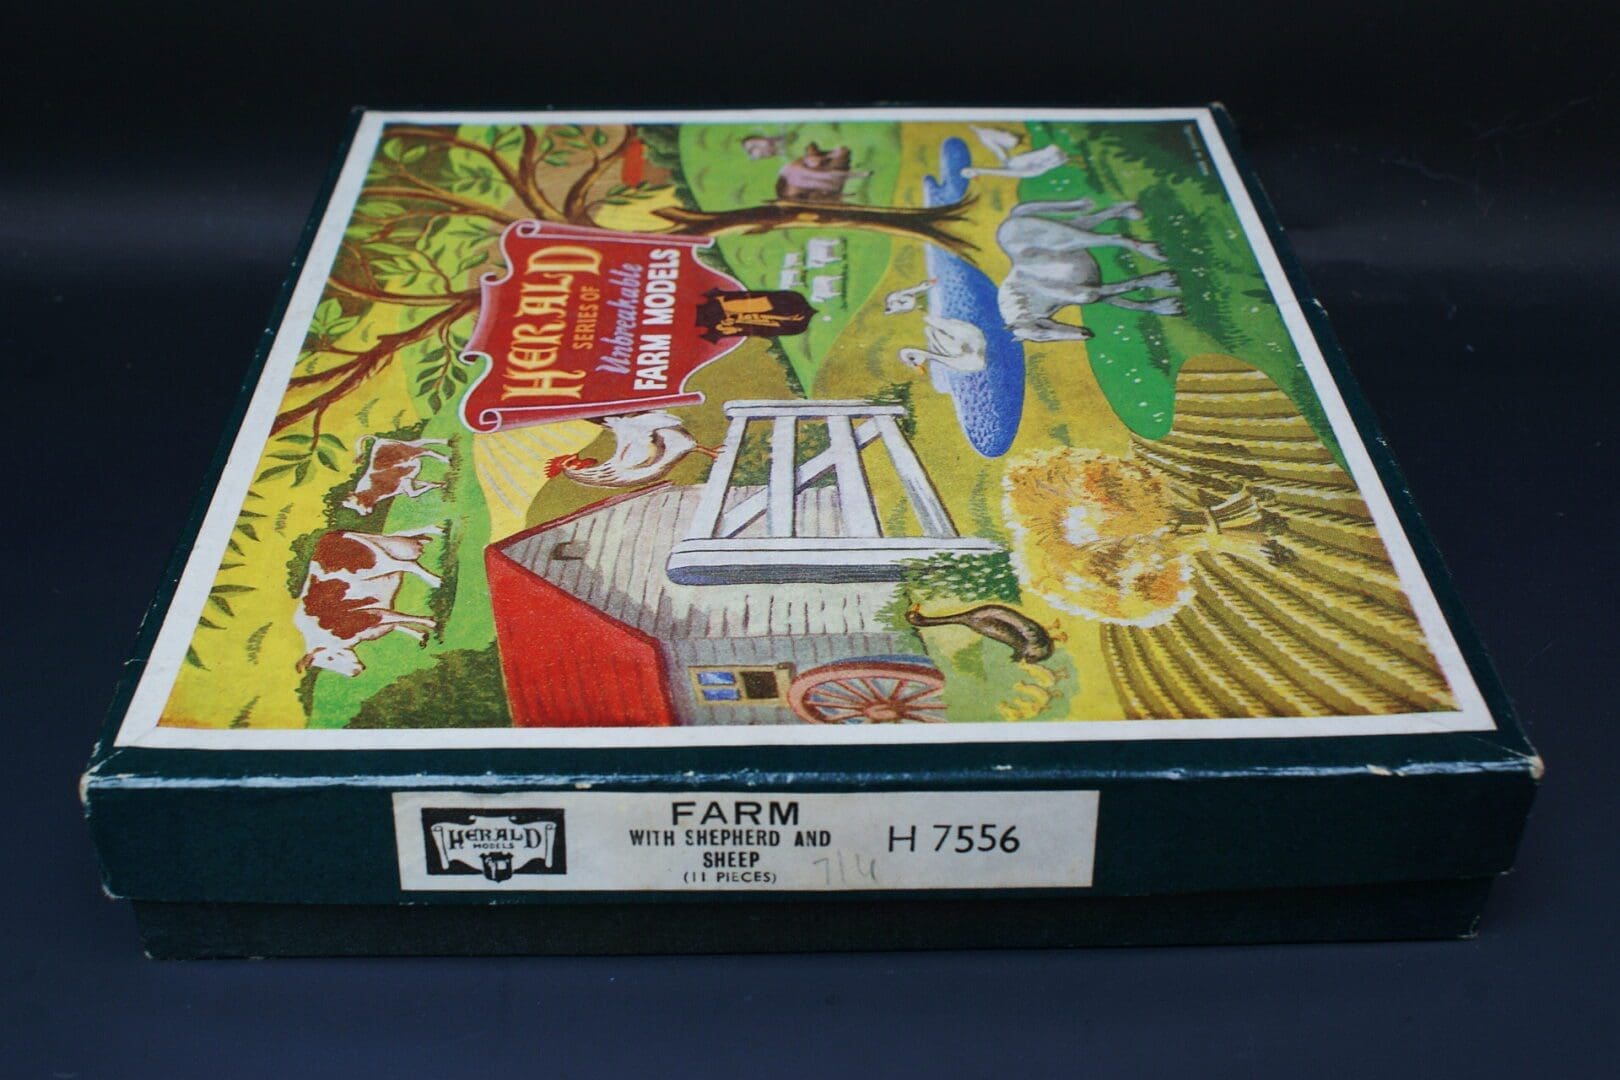 HERALD
SERIES OF
Unbreakable
FARM MODELS
HERALD
MODELS
FARM
WITH SHEPHERD AND
SHEEP
(11 PIECES)
H 7556
7/4